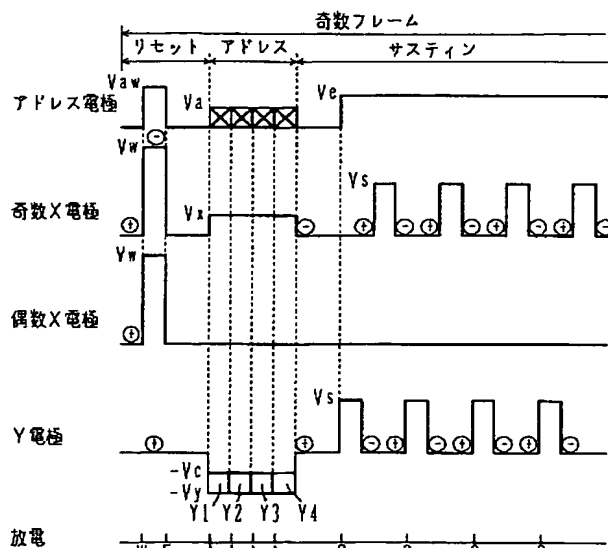 奇数フレーム
リセット アドレス サスティン
Vaw
アドレス電極 Va Ve
⊖
Vw
奇数X電極 Vx Vs
⊕ ⊖ ⊕ ⊖ ⊕ ⊖ ⊕ ⊖ ⊕ ⊖
Vw
偶数X電極
⊕
Vs
Y電極 ⊕ ⊕ ⊖ ⊕ ⊖ ⊕ ⊖ ⊕ ⊖
-Vc
-Vy
Y1 Y2 Y3 Y4
放電